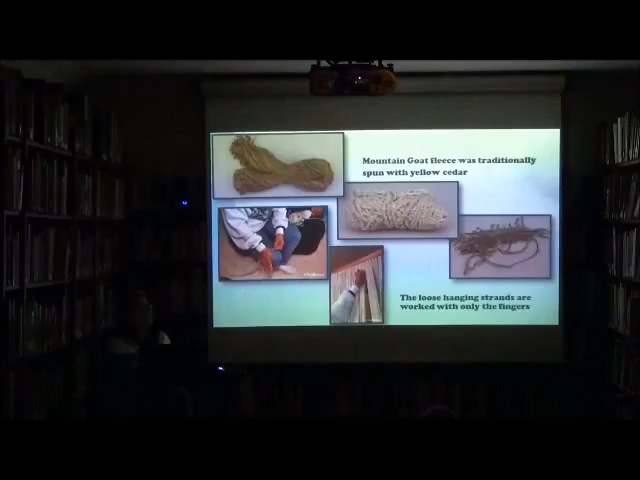 Mountain Goat fleece was traditionally
spun with yellow cedar
The loose hanging strands are
worked with only the fingers